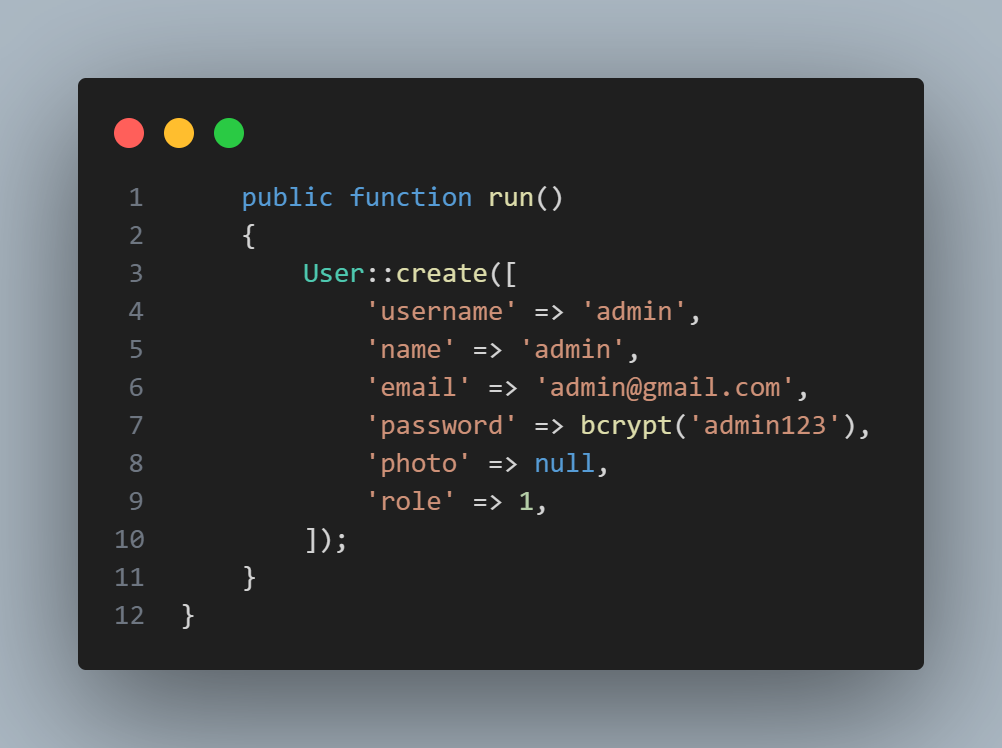 1 public function run()
2 {
3 User::create([
4 'username' => 'admin',
5 'name' => 'admin',
6 'email' => 'admin@gmail.com',
7 'password' => bcrypt('admin123'),
8 'photo' => null,
9 'role' => 1,
10 ]);
11 }
12 }